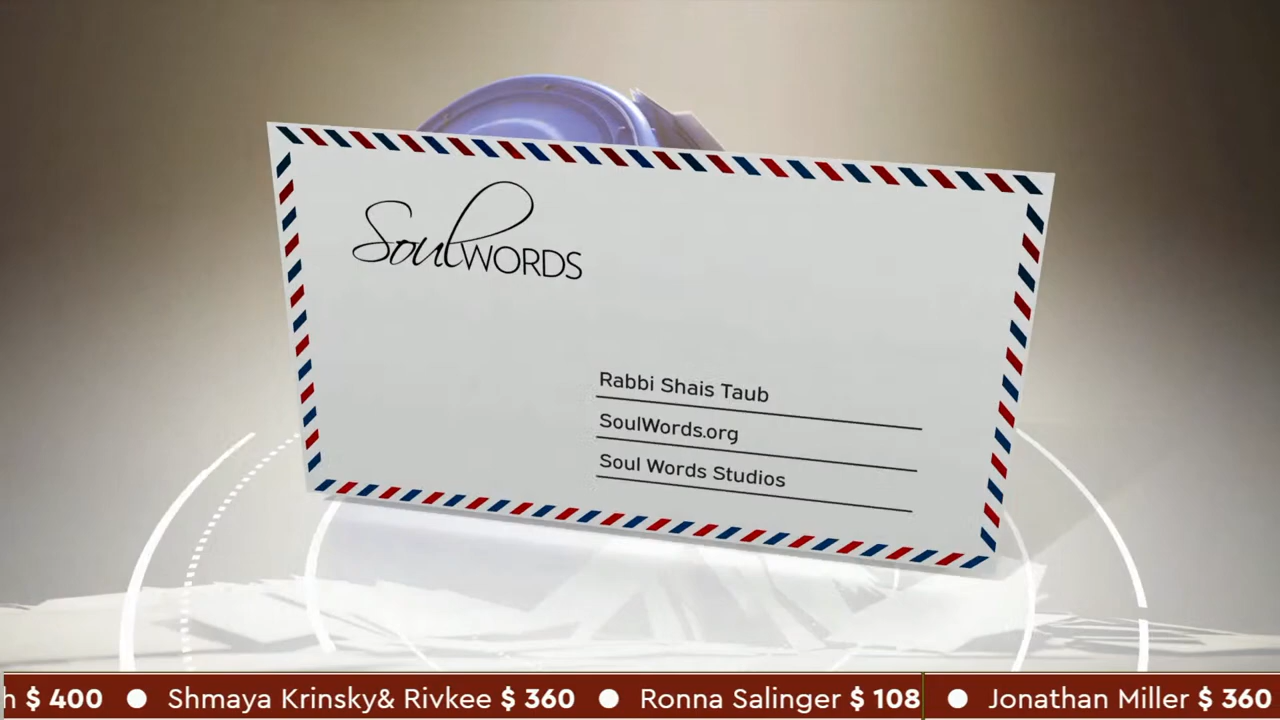 SoulWORDS
Rabbi Shais Taub
SoulWords.org
Soul Words Studios
h $ 400 ● Shmaya Krinsky& Rivkee $ 360 ● Ronna Salinger $ 108 ● Jonathan Miller $ 360